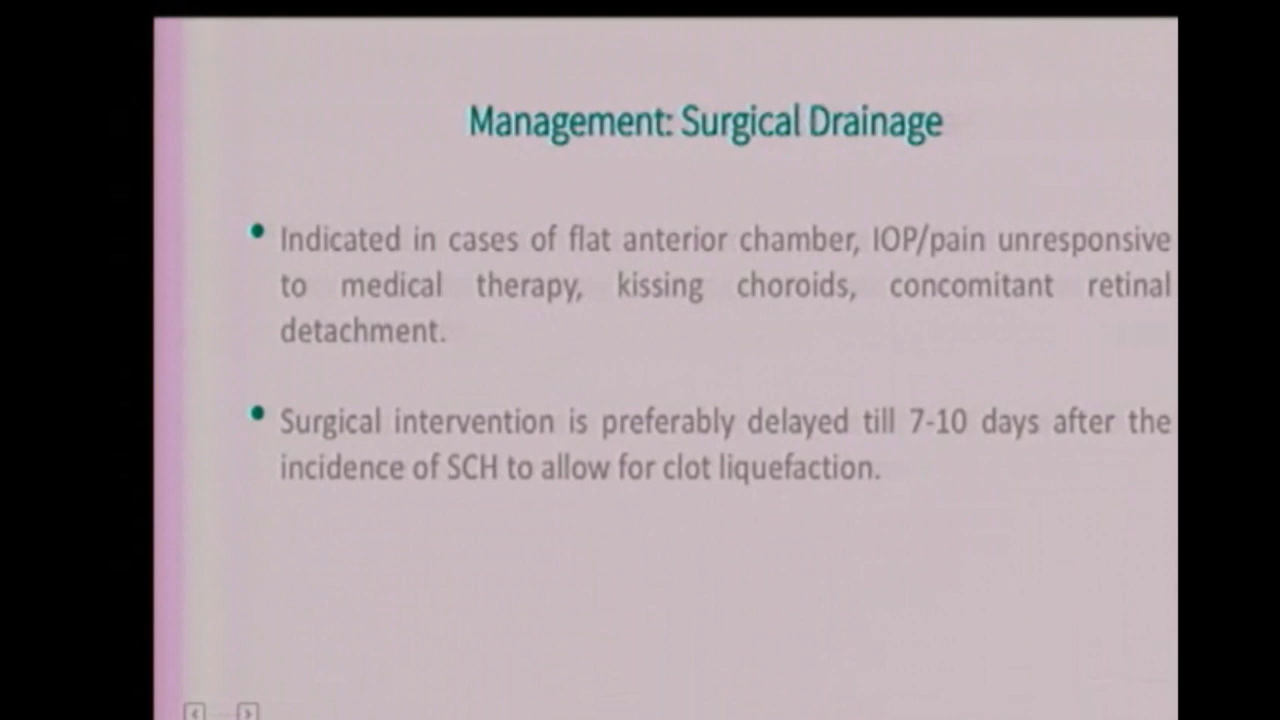 Management: Surgical Drainage
Indicated in cases of flat anterior chamber, IOP/pain unresponsive
to medical therapy, kissing choroids, concomitant retinal
detachment.
Surgical intervention is preferably delayed till 7-10 days after the
incidence of SCH to allow for clot liquefaction.